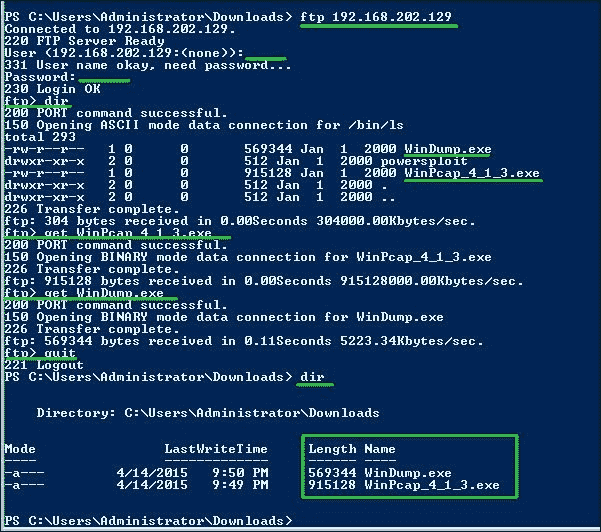 PS C:\Users\Administrator\Downloads> ftp 192.168.202.129
Connected to 192.168.202.129.
220 FTP Server Ready
User (192.168.202.129:(none)):
331 User name okay, need password...
Password:
230 Login OK
ftp> dir
200 PORT command successful.
150 Opening ASCII mode data connection for /bin/ls
total 293
-rw-r--r-- 1 0 0 569344 Jan 1 2000 WinDump.exe
drwxr-xr-x 2 0 0 512 Jan 1 2000 powersploit
-rw-r--r-- 1 0 0 915128 Jan 1 2000 WinPcap_4_1_3.exe
drwxr-xr-x 2 0 0 512 Jan 1 2000 .
drwxr-xr-x 2 0 0 512 Jan 1 2000 ..
226 Transfer complete.
ftp: 304 bytes received in 0.00Seconds 304000.00Kbytes/sec.
ftp> get WinPcap_4_1_3.exe
200 PORT command successful.
150 Opening BINARY mode data connection for WinPcap_4_1_3.exe
226 Transfer complete.
ftp: 915128 bytes received in 0.00Seconds 915128000.00Kbytes/sec.
ftp> get WinDump.exe
200 PORT command successful.
150 Opening BINARY mode data connection for WinDump.exe
226 Transfer complete.
ftp: 569344 bytes received in 0.11Seconds 5223.34Kbytes/sec.
ftp> quit
221 Logout
PS C:\Users\Administrator\Downloads> dir
Directory: C:\Users\Administrator\Downloads
Mode LastWriteTime Length Name
---- ------------- ------ ----
-a--- 4/14/2015 9:50 PM 569344 WinDump.exe
-a--- 4/14/2015 9:49 PM 915128 WinPcap_4_1_3.exe
PS C:\Users\Administrator\Downloads>